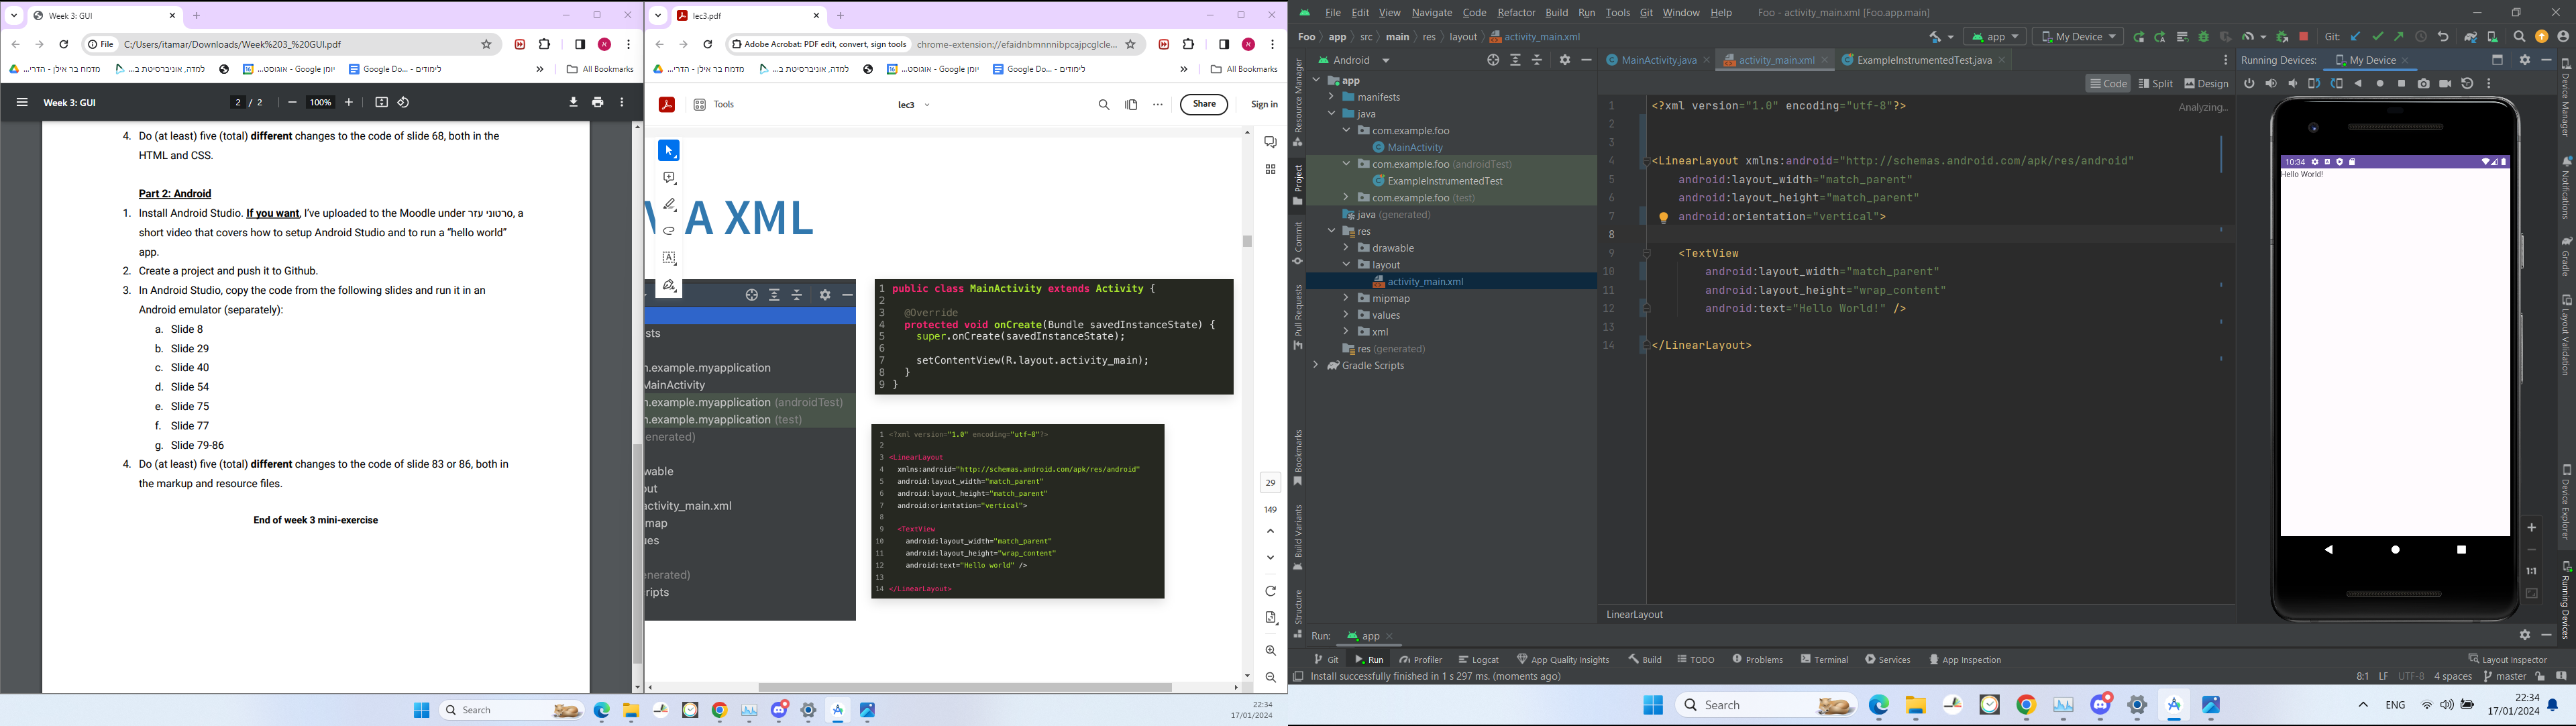 Week 3: GUI
File
C:/Users/itamar/Downloads/Week%203_%20GUI.pdf
מדמח בר אילן - הדרי...
למדה, אוניברסיטת ב...
יומן Google - אוגוסט...
לימודים - Google Do...
»
All Bookmarks
Week 3: GUI
2 / 2
100%
4. Do (at least) five (total) different changes to the code of slide 68, both in the
HTML and CSS.
Part 2: Android
1. Install Android Studio. If you want, I've uploaded to the Moodle under סרטוני עזר, a
short video that covers how to setup Android Studio and to run a "hello world"
app.
2. Create a project and push it to Github.
3. In Android Studio, copy the code from the following slides and run it in an
Android emulator (separately):
a. Slide 8
b. Slide 29
c. Slide 40
d. Slide 54
e. Slide 75
f. Slide 77
g. Slide 79-86
4. Do (at least) five (total) different changes to the code of slide 83 or 86, both in
the markup and resource files.
End of week 3 mini-exercise
lec3.pdf
Adobe Acrobat: PDF edit, convert, sign tools
chrome-extension://efaidnbmnnnibpcajpcglcle...
מדמח בר אילן - הדרי...
למדה, אוניברסיטת ב...
יומן Google - אוגוסט...
לימודים - Google Do...
»
All Bookmarks
Tools
lec3
Share
Sign in
A XML
sts
n.example.myapplication
MainActivity
n.example.myapplication (androidTest)
n.example.myapplication (test)
enerated)
wable
out
activity_main.xml
map
ues
enerated)
ripts
1 public class MainActivity extends Activity {
2
3 @Override
4 protected void onCreate(Bundle savedInstanceState) {
5 super.onCreate(savedInstanceState);
6
7 setContentView(R.layout.activity_main);
8 }
9 }
1 <?xml version="1.0" encoding="utf-8"?>
2
3 <LinearLayout
4 xmlns:android="http://schemas.android.com/apk/res/android"
5 android:layout_width="match_parent"
6 android:layout_height="match_parent"
7 android:orientation="vertical">
8
9 <TextView
10 android:layout_width="match_parent"
11 android:layout_height="wrap_content"
12 android:text="Hello world" />
13
14 </LinearLayout>
29
149
Search
22:34
17/01/2024
File Edit View Navigate Code Refactor Build Run Tools Git Window Help
Foo - activity_main.xml [Foo.app.main]
Foo app src main res layout activity_main.xml
app
My Device
Git:
Android
app
manifests
java
com.example.foo
MainActivity
com.example.foo (androidTest)
ExampleInstrumentedTest
com.example.foo (test)
java (generated)
res
drawable
layout
activity_main.xml
mipmap
values
xml
res (generated)
Gradle Scripts
Resource Manager
Project
Commit
Pull Requests
Bookmarks
Build Variants
Structure
MainActivity.java
activity_main.xml
ExampleInstrumentedTest.java
Code
Split
Design
Analyzing...
1 <?xml version="1.0" encoding="utf-8"?>
2
3
4 <LinearLayout xmlns:android="http://schemas.android.com/apk/res/android"
5 android:layout_width="match_parent"
6 android:layout_height="match_parent"
7 android:orientation="vertical">
8
9 <TextView
10 android:layout_width="match_parent"
11 android:layout_height="wrap_content"
12 android:text="Hello World!" />
13
14 </LinearLayout>
LinearLayout
Running Devices:
My Device
10:34
Hello World!
1:1
Device Manager
Notifications
Gradle
Layout Validation
Device Explorer
Running Devices
Run:
app
Git
Run
Profiler
Logcat
App Quality Insights
Build
TODO
Problems
Terminal
Services
App Inspection
Layout Inspector
Install successfully finished in 1 s 297 ms. (moments ago)
8:1 LF UTF-8 4 spaces master
Search
ENG
22:34
17/01/2024